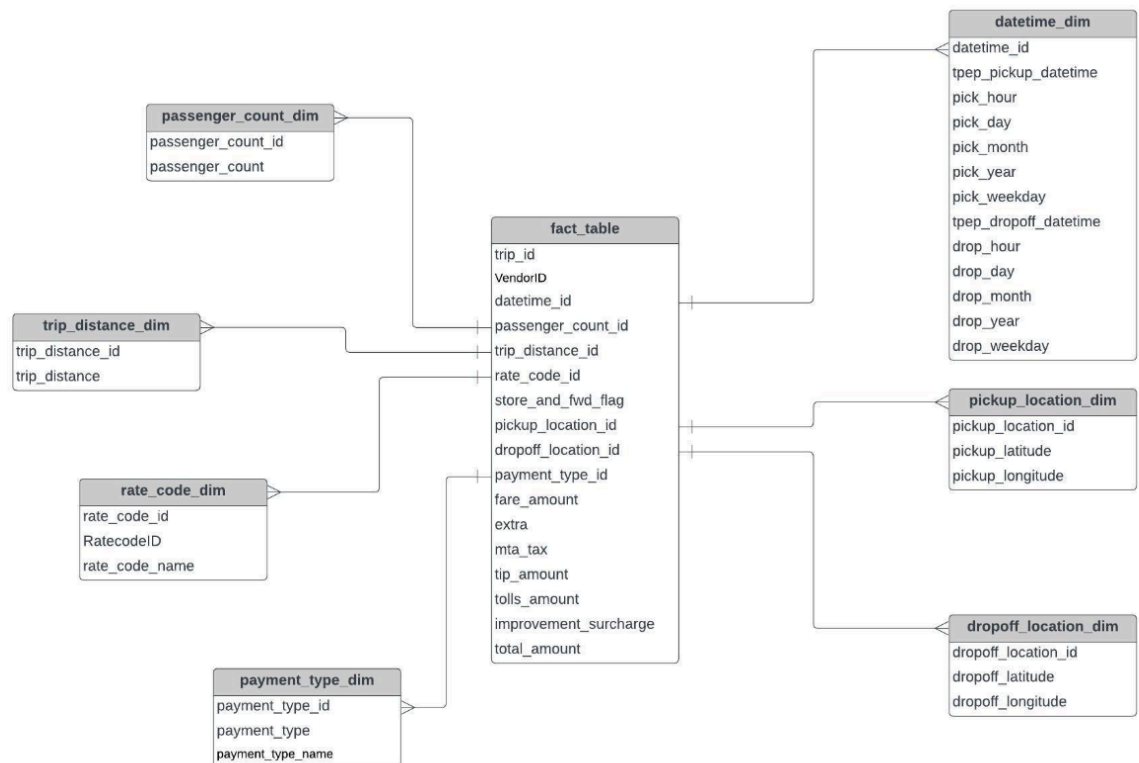 datetime_dim
datetime_id
tpep_pickup_datetime
pick_hour
pick_day
pick_month
pick_year
pick_weekday
tpep_dropoff_datetime
drop_hour
drop_day
drop_month
drop_year
drop_weekday
passenger_count_dim
passenger_count_id
passenger_count
fact_table
trip_id
VendorID
datetime_id
passenger_count_id
trip_distance_id
rate_code_id
store_and_fwd_flag
pickup_location_id
dropoff_location_id
payment_type_id
fare_amount
extra
mta_tax
tip_amount
tolls_amount
improvement_surcharge
total_amount
trip_distance_dim
trip_distance_id
trip_distance
pickup_location_dim
pickup_location_id
pickup_latitude
pickup_longitude
rate_code_dim
rate_code_id
RatecodeID
rate_code_name
dropoff_location_dim
dropoff_location_id
dropoff_latitude
dropoff_longitude
payment_type_dim
payment_type_id
payment_type
payment_type_name